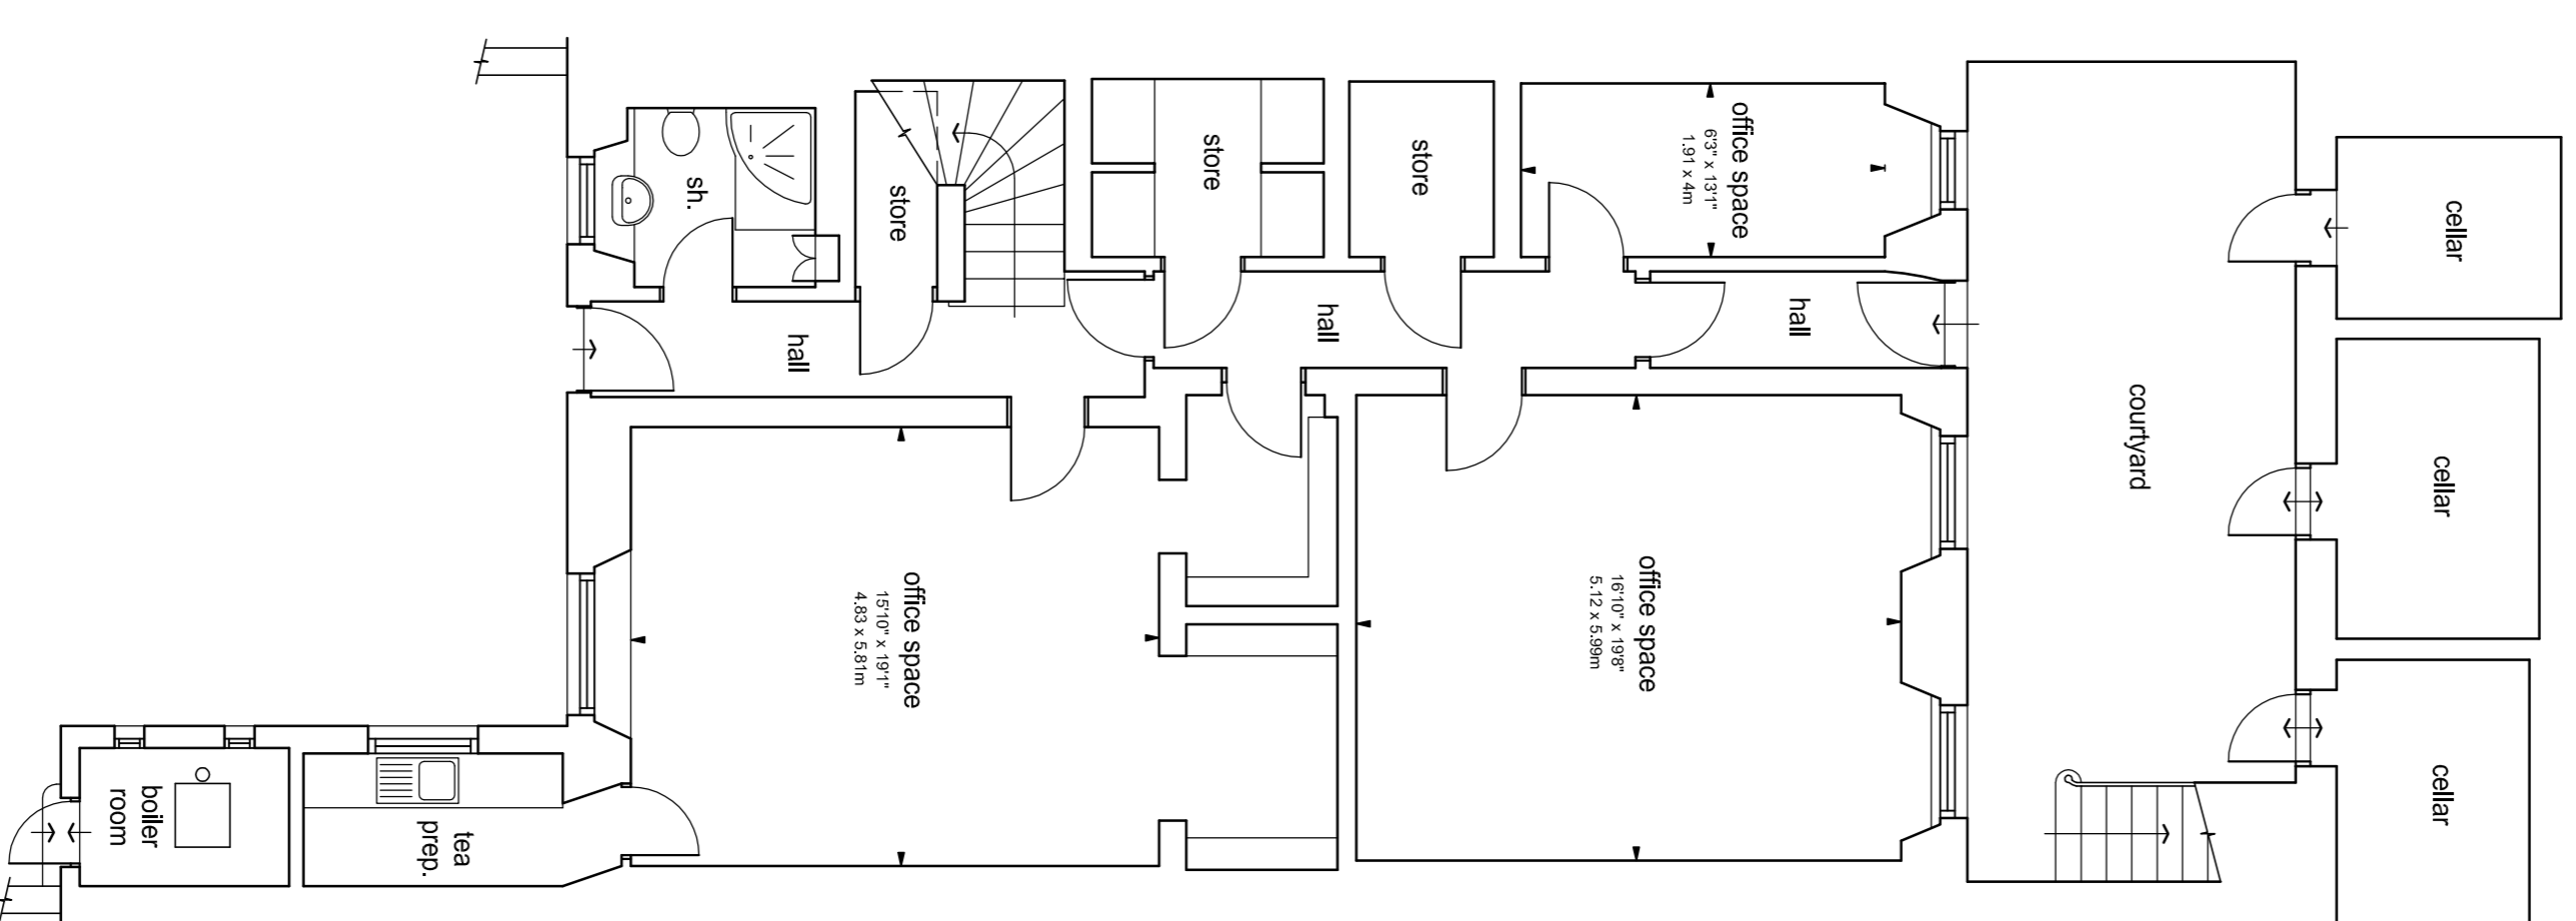 cellar
cellar
cellar
courtyard
office space
6'3" x 13'1"
1.91 x 4m
hall
office space
16'10" x 19'8"
5.12 x 5.99m
store
hall
store
store
sh.
hall
office space
15'10" x 19'1"
4.83 x 5.81m
tea
prep.
boiler
room